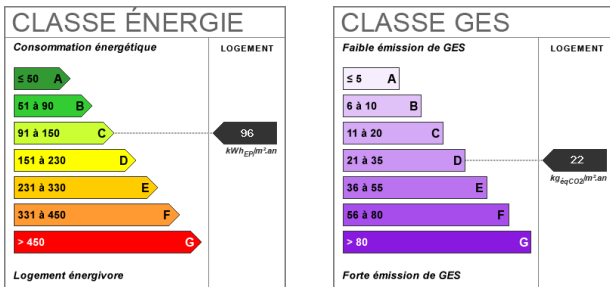 CLASSE ÉNERGIE
Consommation énergétique
LOGEMENT
≤ 50 A
51 à 90 B
91 à 150 C
96
kWhEP/m².an
151 à 230 D
231 à 330 E
331 à 450 F
> 450 G
Logement énergivore
CLASSE GES
Faible émission de GES
LOGEMENT
≤ 5 A
6 à 10 B
11 à 20 C
21 à 35 D
22
kgéqCO2/m².an
36 à 55 E
56 à 80 F
> 80 G
Forte émission de GES